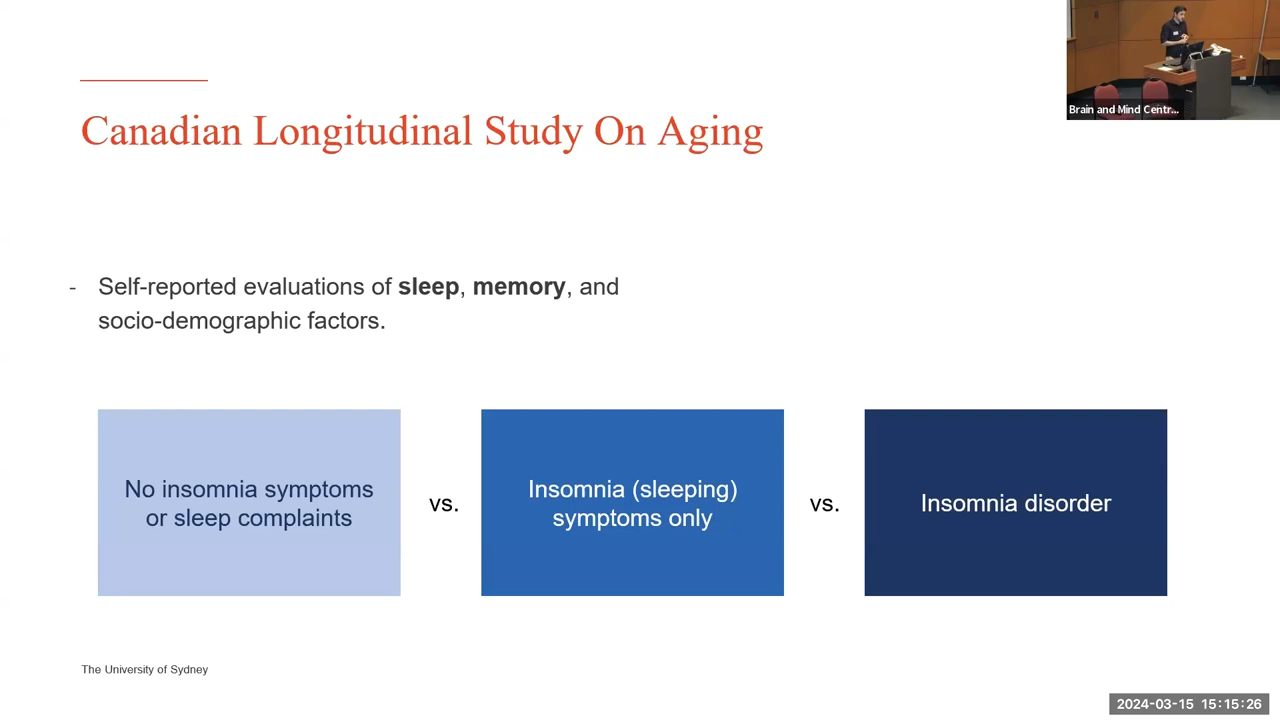 Brain and Mind Centr...
Canadian Longitudinal Study On Aging
- Self-reported evaluations of sleep, memory, and
socio-demographic factors.
No insomnia symptoms
or sleep complaints
vs.
Insomnia (sleeping)
symptoms only
vs.
Insomnia disorder
The University of Sydney
2024-03-15 15:15:26